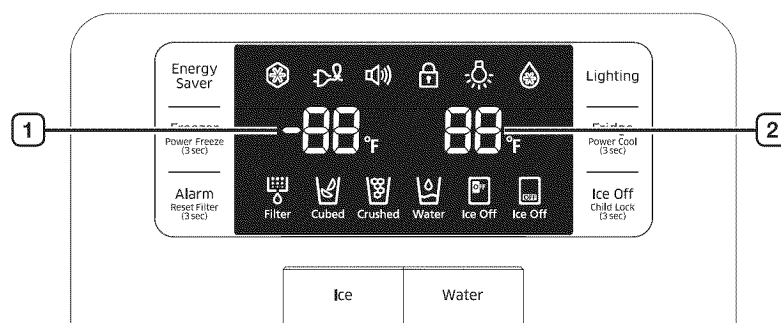 Energy
Saver
Lighting
1
Freezer
Power Freeze
(3 sec)
-88 °F
88 °F
Fridge
Power Cool
(3 sec)
2
Alarm
Reset Filter
(3 sec)
Filter
Cubed
Crushed
Water
OFF
Ice Off
OFF
Ice Off
Ice Off
Child Lock
(3 sec)
Ice
Water